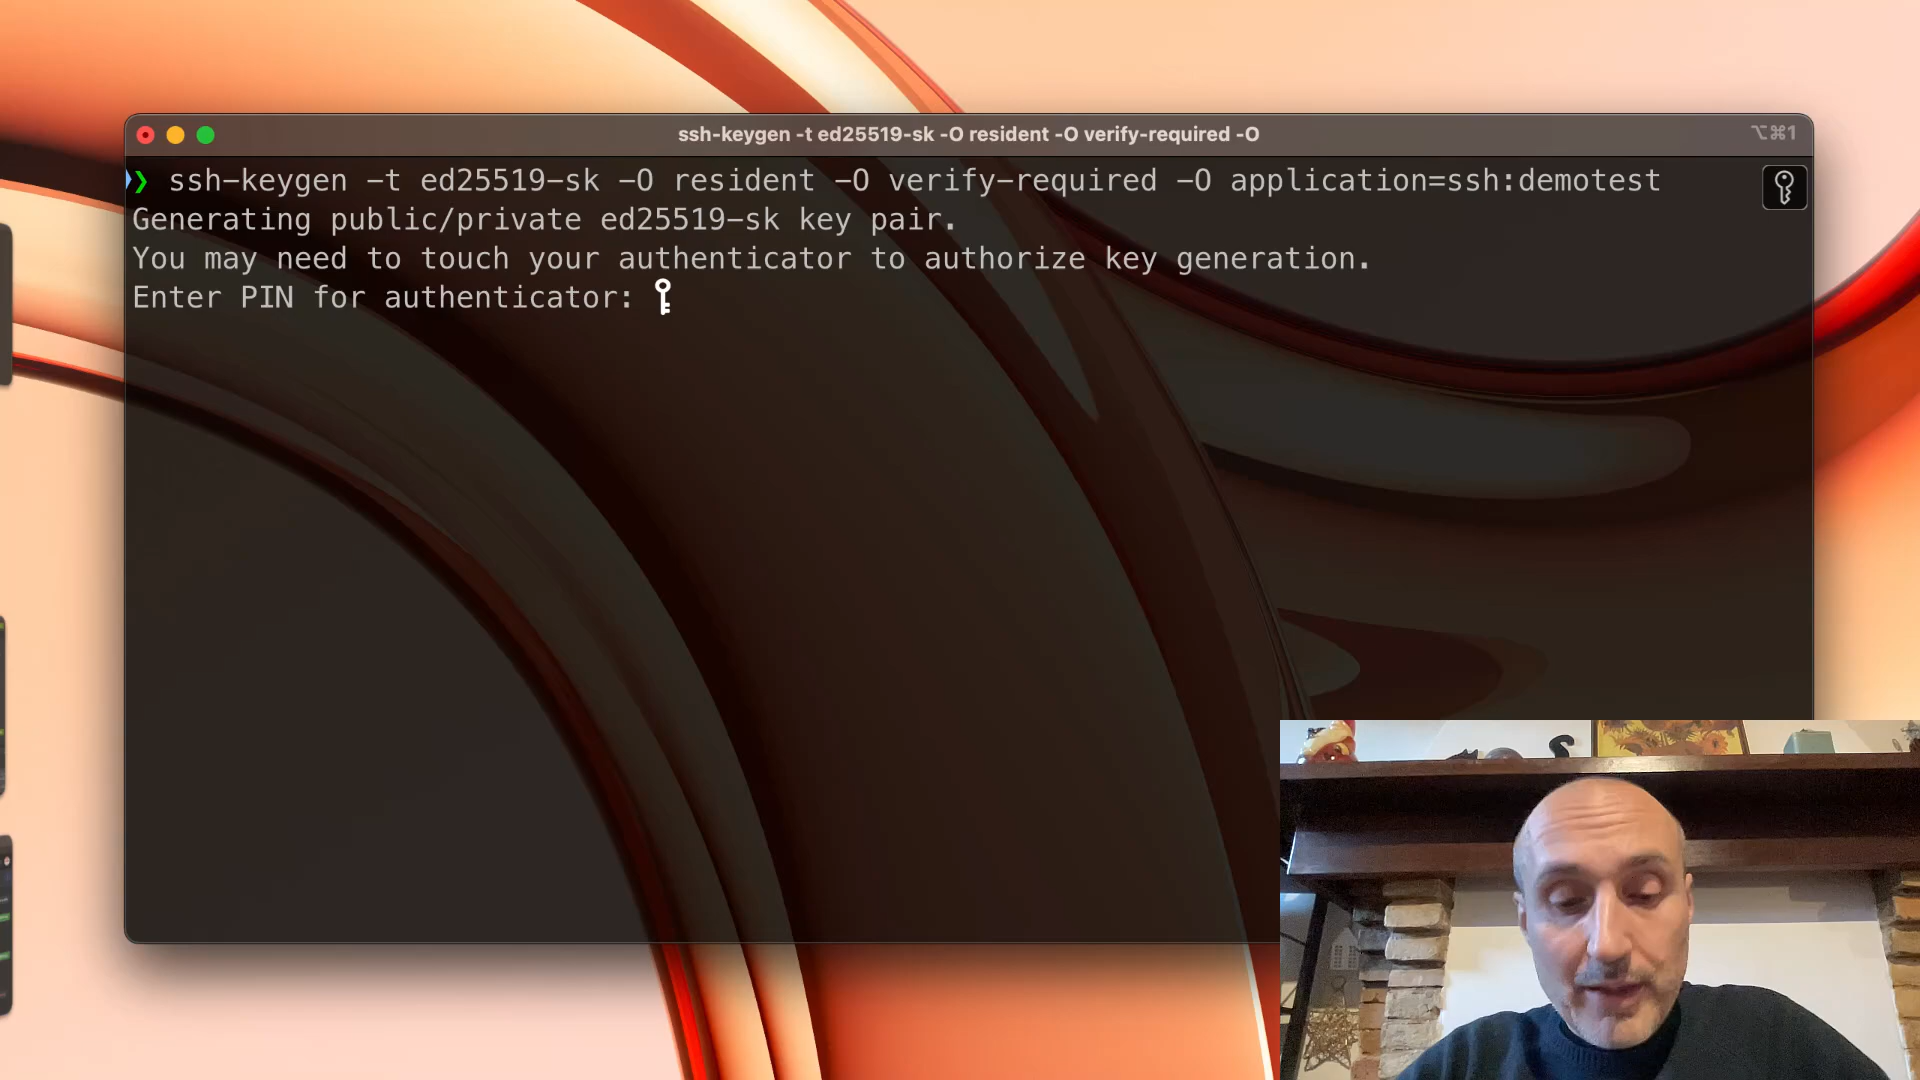 ssh-keygen -t ed25519-sk -O resident -O verify-required -O
⌥⌘1
❯ ssh-keygen -t ed25519-sk -O resident -O verify-required -O application=ssh:demotest
Generating public/private ed25519-sk key pair.
You may need to touch your authenticator to authorize key generation.
Enter PIN for authenticator: